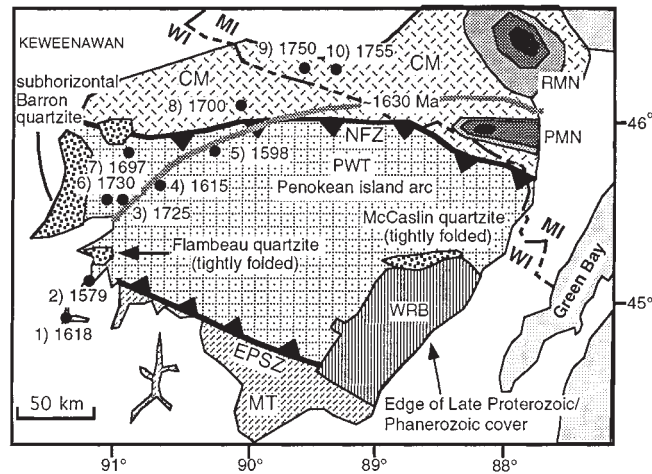 KEWEENAWAN
MI
WI
9) 1750
10) 1755
CM
CM
RMN
subhorizontal
Barron
quartzite
8) 1700
~1630 Ma
46°
NFZ
PMN
7) 1697
5) 1598
PWT
6) 1730
4) 1615
Penokean island arc
3) 1725
McCaslin quartzite
(tightly folded)
MI
WI
Flambeau quartzite
(tightly folded)
Green Bay
2) 1579
45°
1) 1618
WRB
EPSZ
50 km
MT
Edge of Late Proterozoic/
Phanerozoic cover
91°
90°
89°
88°